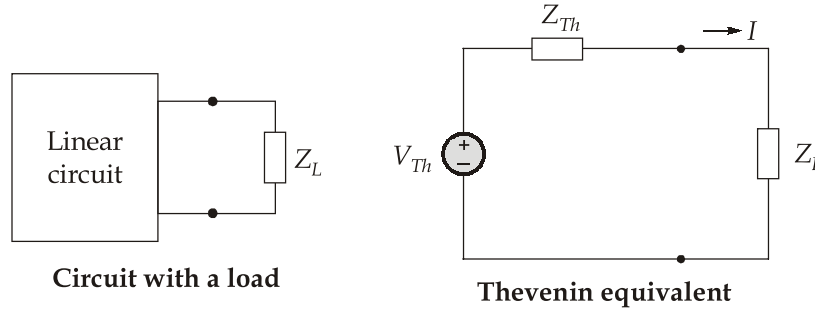 Linear
circuit
Z_L
Circuit with a load
Z_Th
I
V_Th
+
−
Z
Thevenin equivalent